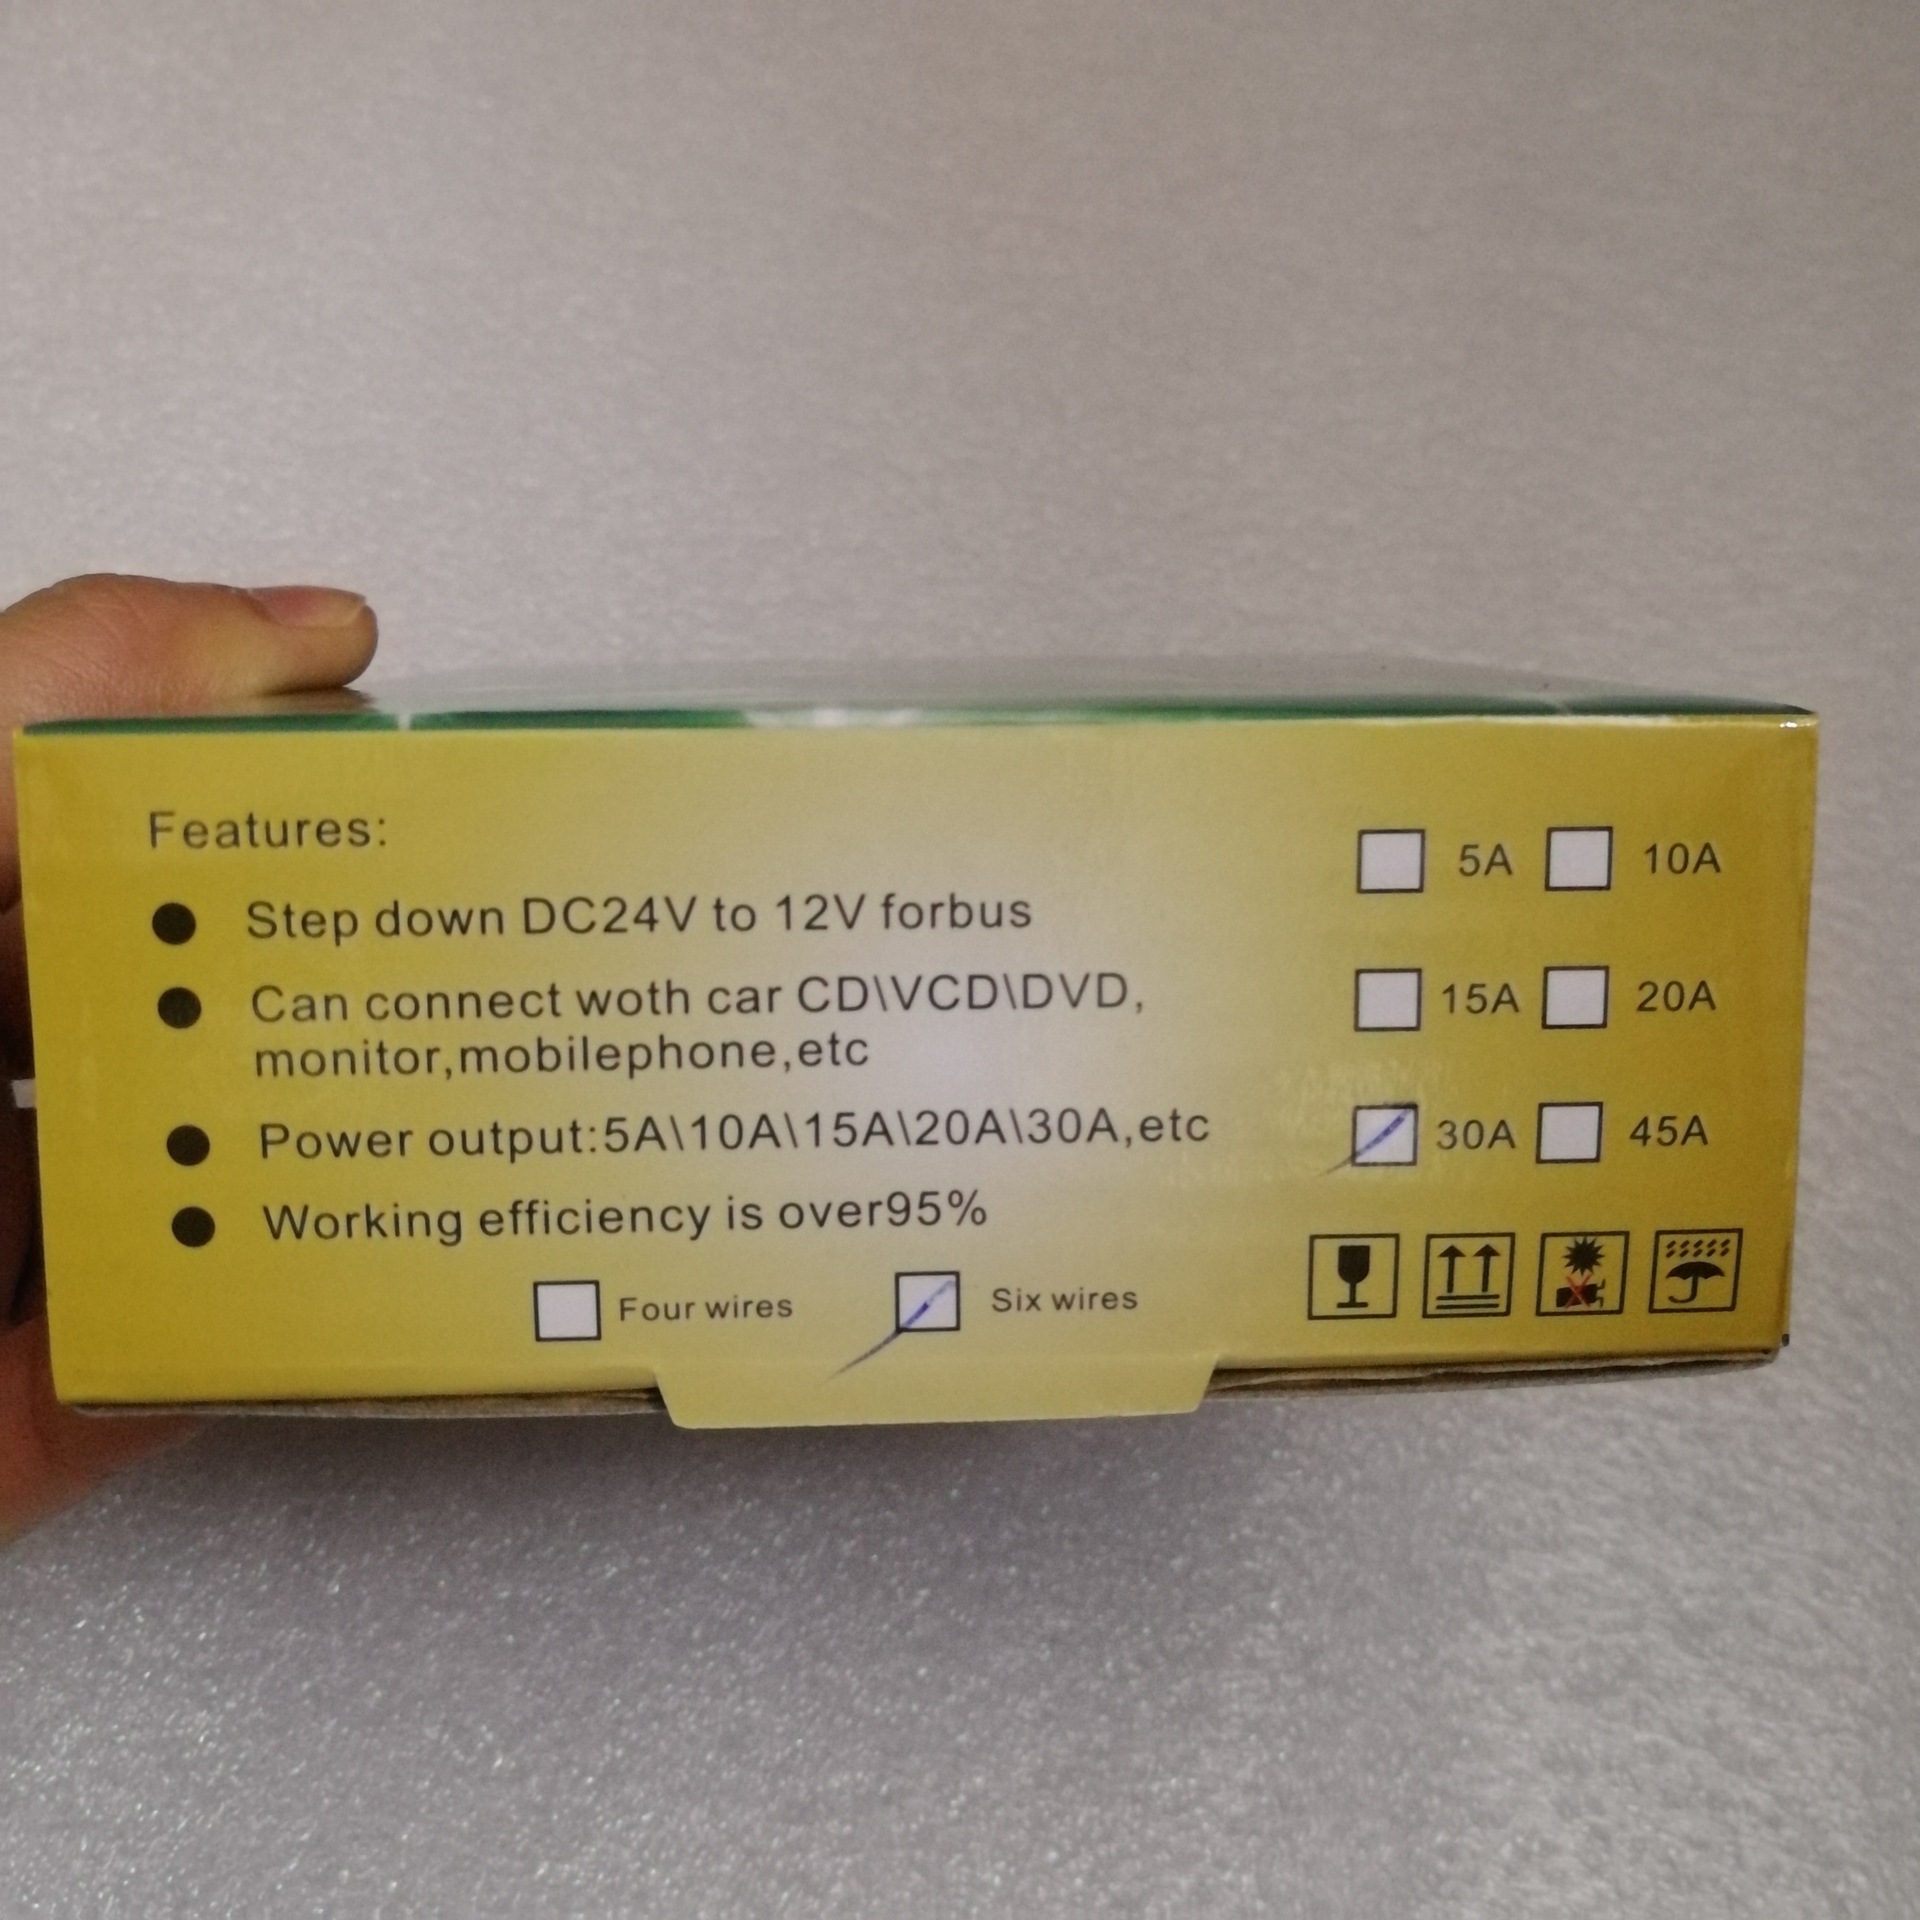 Features:
Step down DC24V to 12V forbus
Can connect woth car CD\VCD\DVD,
monitor,mobilephone,etc
Power output:5A\10A\15A\20A\30A,etc
Working efficiency is over95%
Four wires Six wires
5A 10A
15A 20A
30A 45A